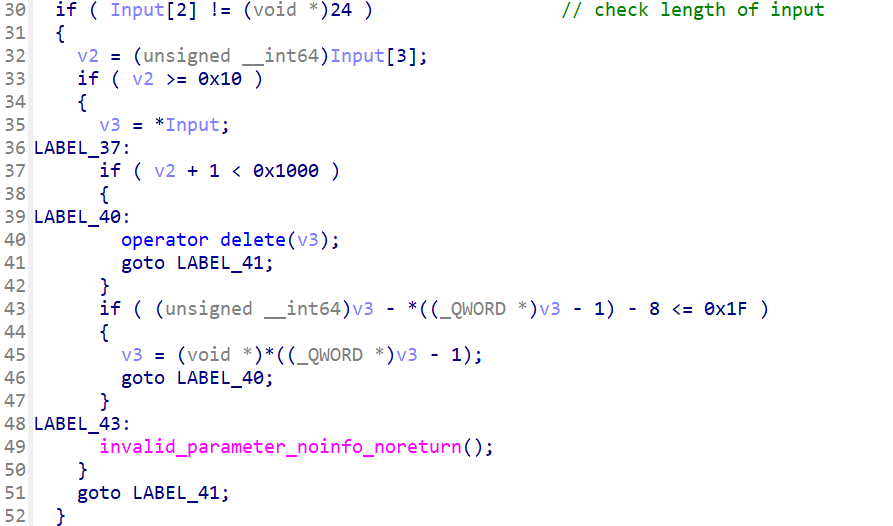 30 if ( Input[2] != (void *)24 ) // check length of input
31 {
32 v2 = (unsigned __int64)Input[3];
33 if ( v2 >= 0x10 )
34 {
35 v3 = *Input;
36 LABEL_37:
37 if ( v2 + 1 < 0x1000 )
38 {
39 LABEL_40:
40 operator delete(v3);
41 goto LABEL_41;
42 }
43 if ( (unsigned __int64)v3 - *((_QWORD *)v3 - 1) - 8 <= 0x1F )
44 {
45 v3 = (void *)*((_QWORD *)v3 - 1);
46 goto LABEL_40;
47 }
48 LABEL_43:
49 invalid_parameter_noinfo_noreturn();
50 }
51 goto LABEL_41;
52 }